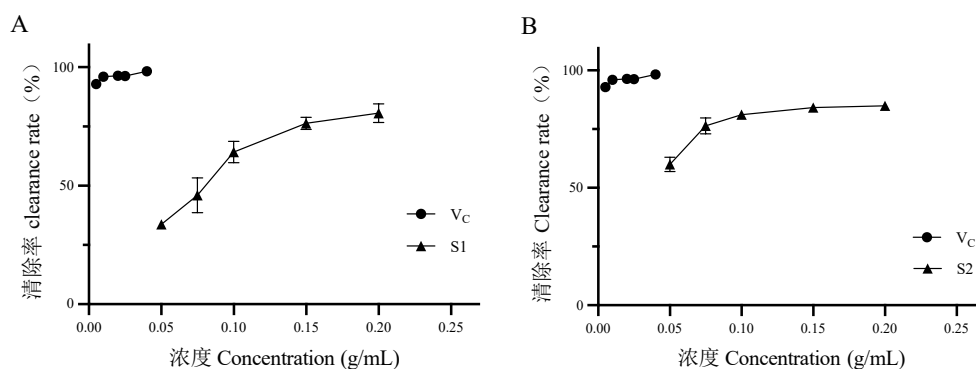 A
清除率 clearance rate（%）
100
50
0
0.00 0.05 0.10 0.15 0.20 0.25
浓度 Concentration (g/mL)
VC
S1
B
清除率 Clearance rate（%）
100
50
0
0.00 0.05 0.10 0.15 0.20 0.25
浓度 Concentration (g/mL)
VC
S2